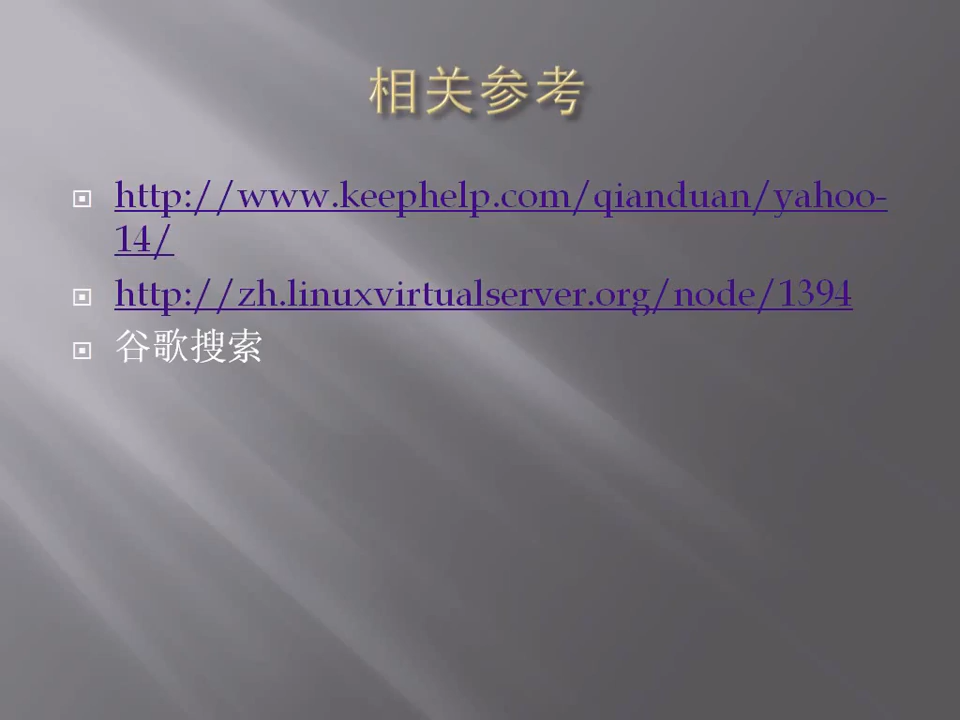 相关参考
http://www.keephelp.com/qianduan/yahoo-
14/
http://zh.linuxvirtualserver.org/node/1394
谷歌搜索